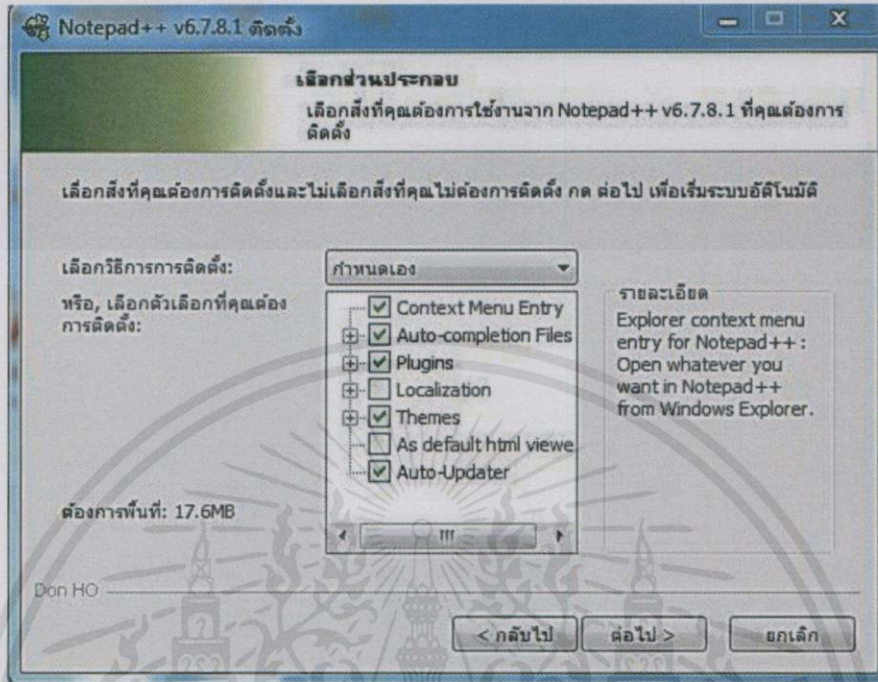 Notepad++ v6.7.8.1 ติดตั้ง
เลือกส่วนประกอบ
เลือกสิ่งที่คุณต้องการใช้งานจาก Notepad++ v6.7.8.1 ที่คุณต้องการ
ติดตั้ง
เลือกสิ่งที่คุณต้องการติดตั้งและไม่เลือกสิ่งที่คุณไม่ต้องการติดตั้ง กด ต่อไป เพื่อเริ่มระบบอัติโนมัติ
เลือกวิธีการการติดตั้ง:
กำหนดเอง
หรือ, เลือกตัวเลือกที่คุณต้อง
การติดตั้ง:
Context Menu Entry
Auto-completion Files
Plugins
Localization
Themes
As default html viewe
Auto-Updater
รายละเอียด
Explorer context menu
entry for Notepad++ :
Open whatever you
want in Notepad++
from Windows Explorer.
ต้องการพื้นที่: 17.6MB
Don HO
< กลับไป
ต่อไป >
ยกเลิก